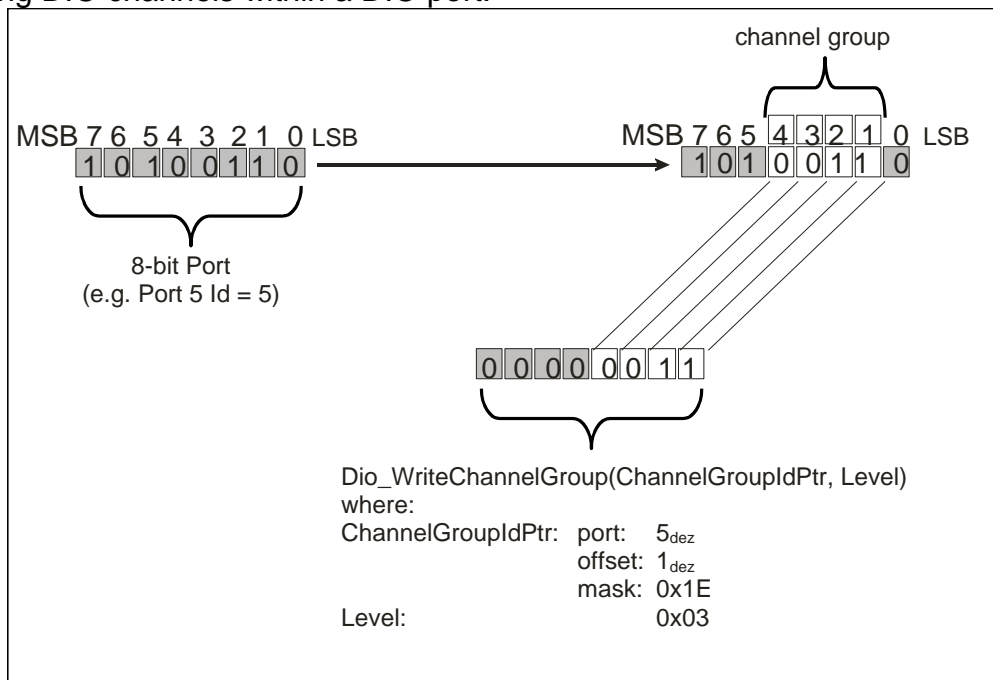 channel group
MSB 7 6 5 4 3 2 1 0 LSB
1 0 1 0 0 1 1 0
MSB 7 6 5 4 3 2 1 0 LSB
1 0 1 0 0 1 1 0
8-bit Port
(e.g. Port 5 Id = 5)
0 0 0 0 0 0 1 1
Dio_WriteChannelGroup(ChannelGroupIdPtr, Level)
where:
ChannelGroupIdPtr: port: 5dez
offset: 1dez
mask: 0x1E
Level: 0x03